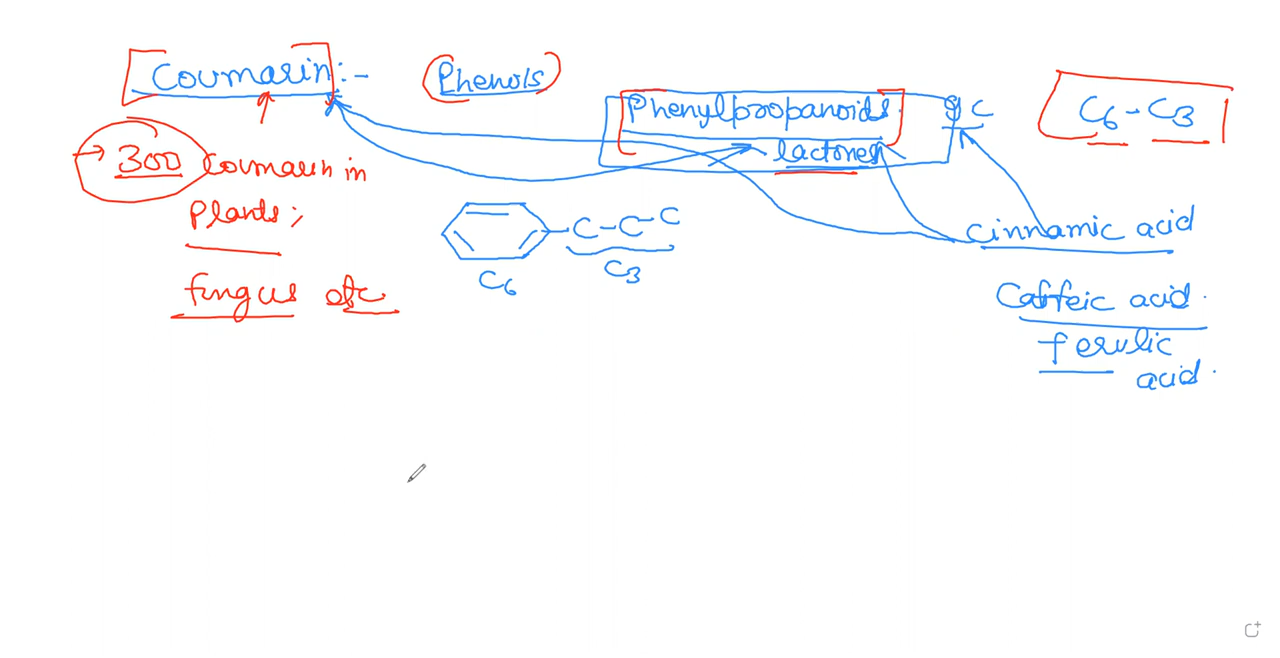 Coumarin :-
Phenols
Phenylpropanoids
9C
C6-C3
lactones
→ 300 Coumarin in
Plants;
fungus etc
C-C-C
C6
C3
Cinnamic acid
Caffeic acid.
ferulic
acid.